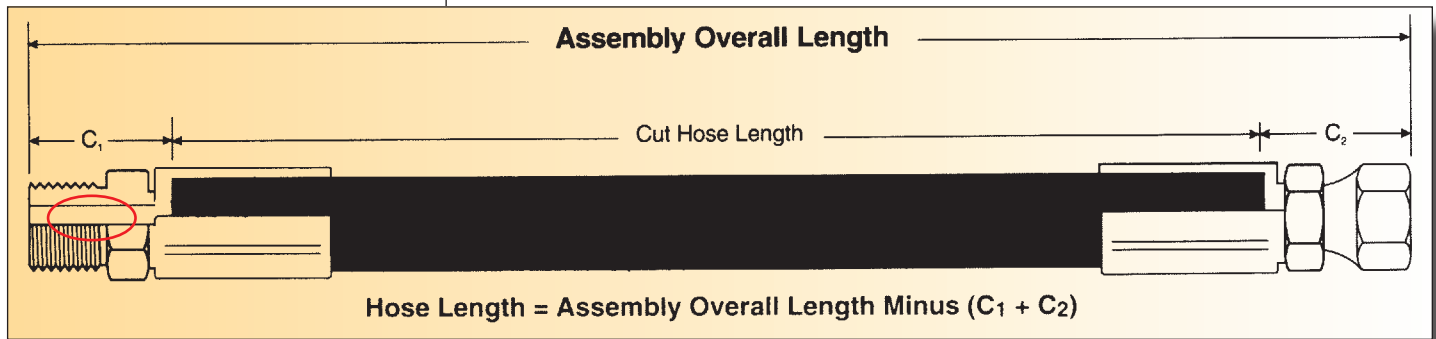 Assembly Overall Length
C₁
Cut Hose Length
C₂
Hose Length = Assembly Overall Length Minus (C₁ + C₂)